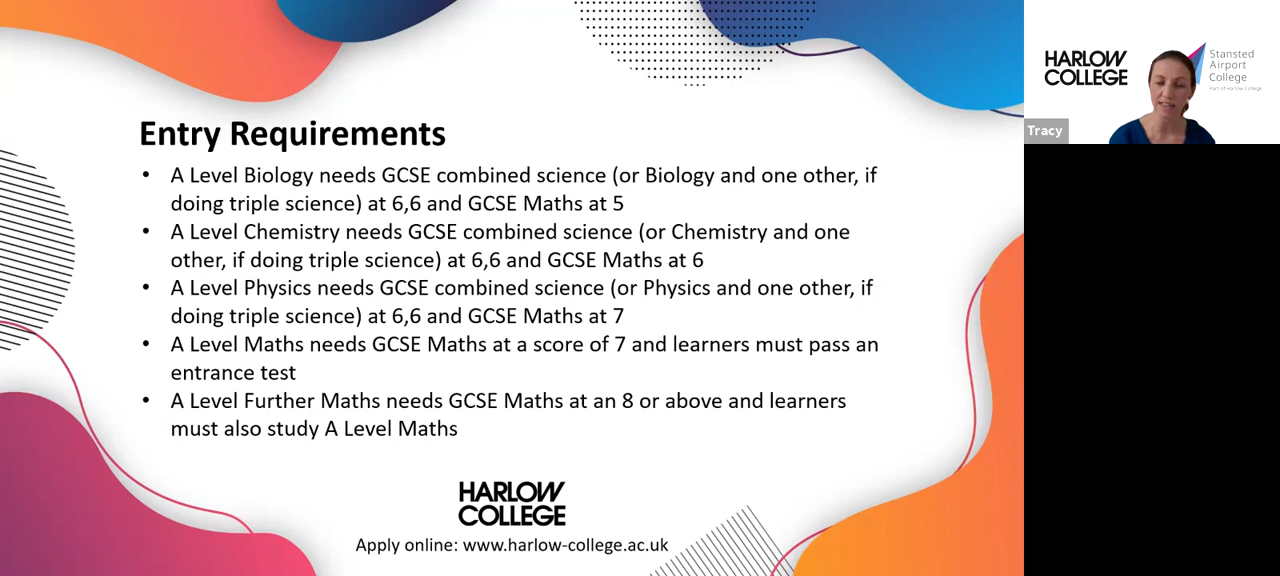 Entry Requirements
• A Level Biology needs GCSE combined science (or Biology and one other, if
doing triple science) at 6,6 and GCSE Maths at 5
• A Level Chemistry needs GCSE combined science (or Chemistry and one
other, if doing triple science) at 6,6 and GCSE Maths at 6
• A Level Physics needs GCSE combined science (or Physics and one other, if
doing triple science) at 6,6 and GCSE Maths at 7
• A Level Maths needs GCSE Maths at a score of 7 and learners must pass an
entrance test
• A Level Further Maths needs GCSE Maths at an 8 or above and learners
must also study A Level Maths
HARLOW
COLLEGE
Apply online: www.harlow-college.ac.uk
HARLOW
COLLEGE
Stansted
Airport
College
Part of Harlow College
Tracy